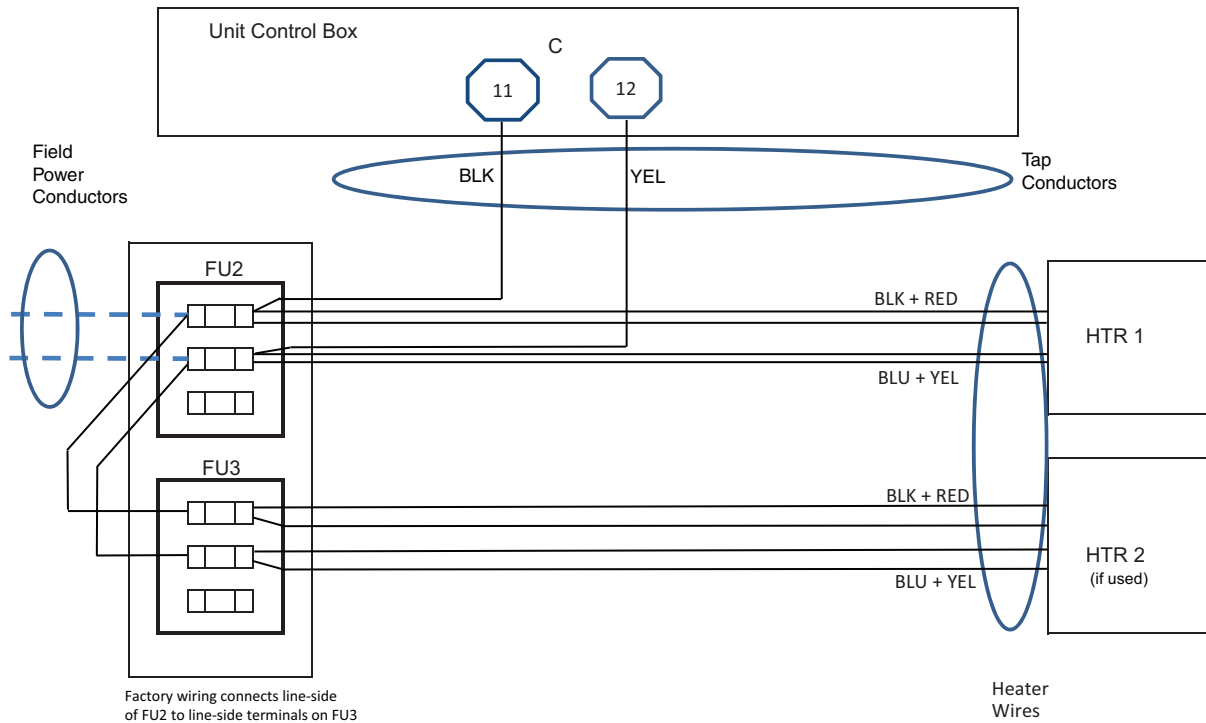 Unit Control Box
C
11
12
Field
Power
Conductors
BLK
YEL
Tap
Conductors
FU2
BLK + RED
HTR 1
BLU + YEL
FU3
BLK + RED
HTR 2
(if used)
BLU + YEL
Factory wiring connects line-side
of FU2 to line-side terminals on FU3
Heater
Wires